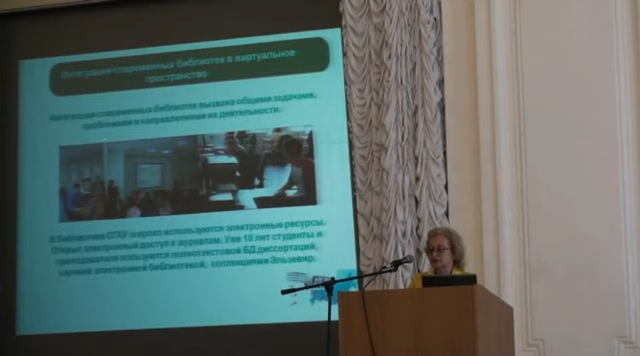 Интеграция современных библиотек в виртуальное
пространство
Интеграция современных библиотек вызвана общими задачами,
проблемами и направлениями их деятельности.
В библиотеке СГАУ широко используются электронные ресурсы.
Открыт электронный доступ к журналам. Уже 10 лет студенты и
преподаватели пользуются полнотекстовой БД диссертаций,
научной электронной библиотекой, коллекциями Эльзевир.